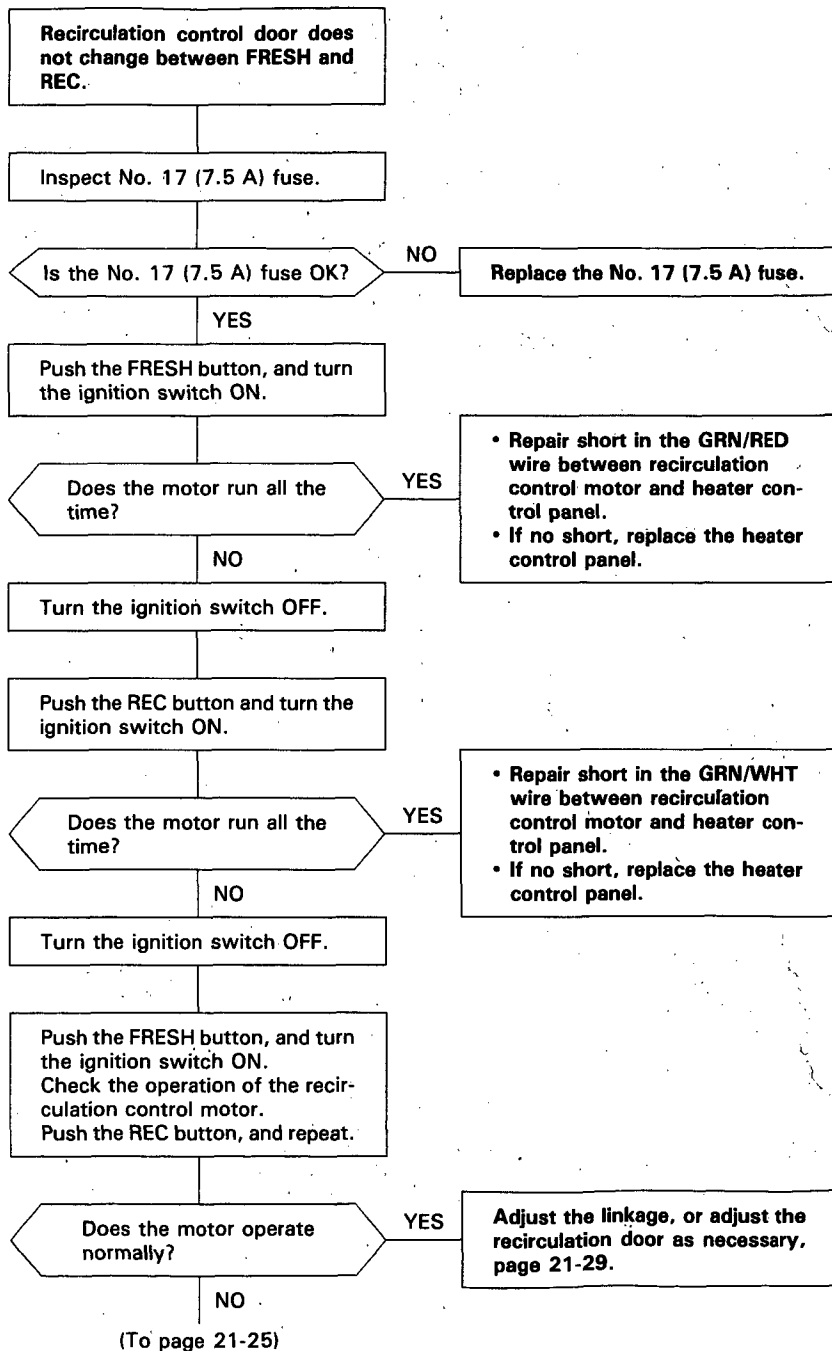 Recirculation control door does
not change between FRESH and
REC.
Inspect No. 17 (7.5 A) fuse.
Is the No. 17 (7.5 A) fuse OK?
NO
Replace the No. 17 (7.5 A) fuse.
YES
Push the FRESH button, and turn
the ignition switch ON.
Does the motor run all the
time?
YES
• Repair short in the GRN/RED
wire between recirculation
control motor and heater con-
trol panel.
• If no short, replace the heater
control panel.
NO
Turn the ignition switch OFF.
Push the REC button and turn the
ignition switch ON.
Does the motor run all the
time?
YES
• Repair short in the GRN/WHT
wire between recirculation
control motor and heater con-
trol panel.
• If no short, replace the heater
control panel.
NO
Turn the ignition switch OFF.
Push the FRESH button, and turn
the ignition switch ON.
Check the operation of the recir-
culation control motor.
Push the REC button, and repeat.
Does the motor operate
normally?
YES
Adjust the linkage, or adjust the
recirculation door as necessary,
page 21-29.
NO
(To page 21-25)